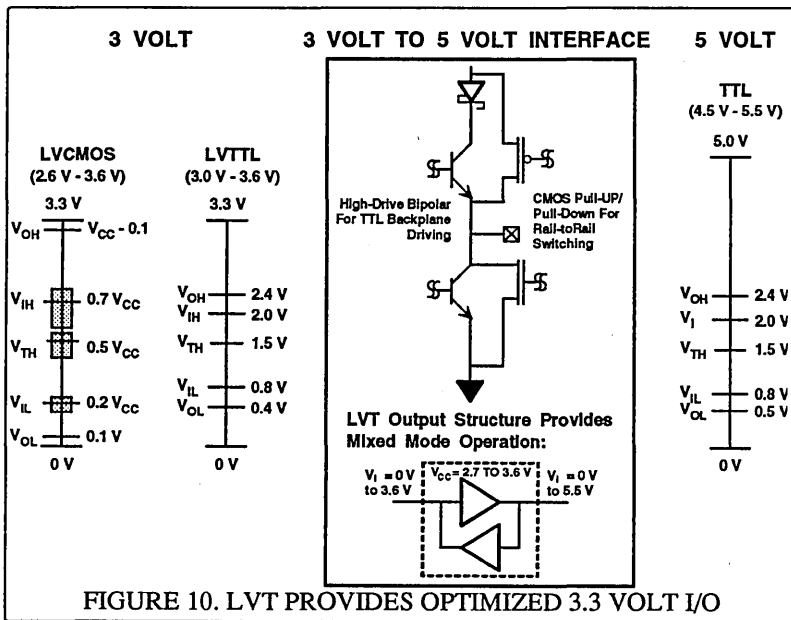 3 VOLT
3 VOLT TO 5 VOLT INTERFACE
5 VOLT
LVCMOS
(2.6 V - 3.6 V)
3.3 V
VOH VCC - 0.1
VIH 0.7 VCC
VTH 0.5 VCC
VIL 0.2 VCC
VOL 0.1 V
0 V
LVTTL
(3.0 V - 3.6 V)
3.3 V
VOH 2.4 V
VIH 2.0 V
VTH 1.5 V
VIL 0.8 V
VOL 0.4 V
0 V
High-Drive Bipolar
For TTL Backplane
Driving
CMOS Pull-UP/
Pull-Down For
Rail-toRail
Switching
LVT Output Structure Provides
Mixed Mode Operation:
VI = 0 V
to 3.6 V
VCC = 2.7 TO 3.6 V
VI = 0 V
to 5.5 V
TTL
(4.5 V - 5.5 V)
5.0 V
VOH 2.4 V
VI 2.0 V
VTH 1.5 V
VIL 0.8 V
VOL 0.5 V
0 V
FIGURE 10. LVT PROVIDES OPTIMIZED 3.3 VOLT I/O